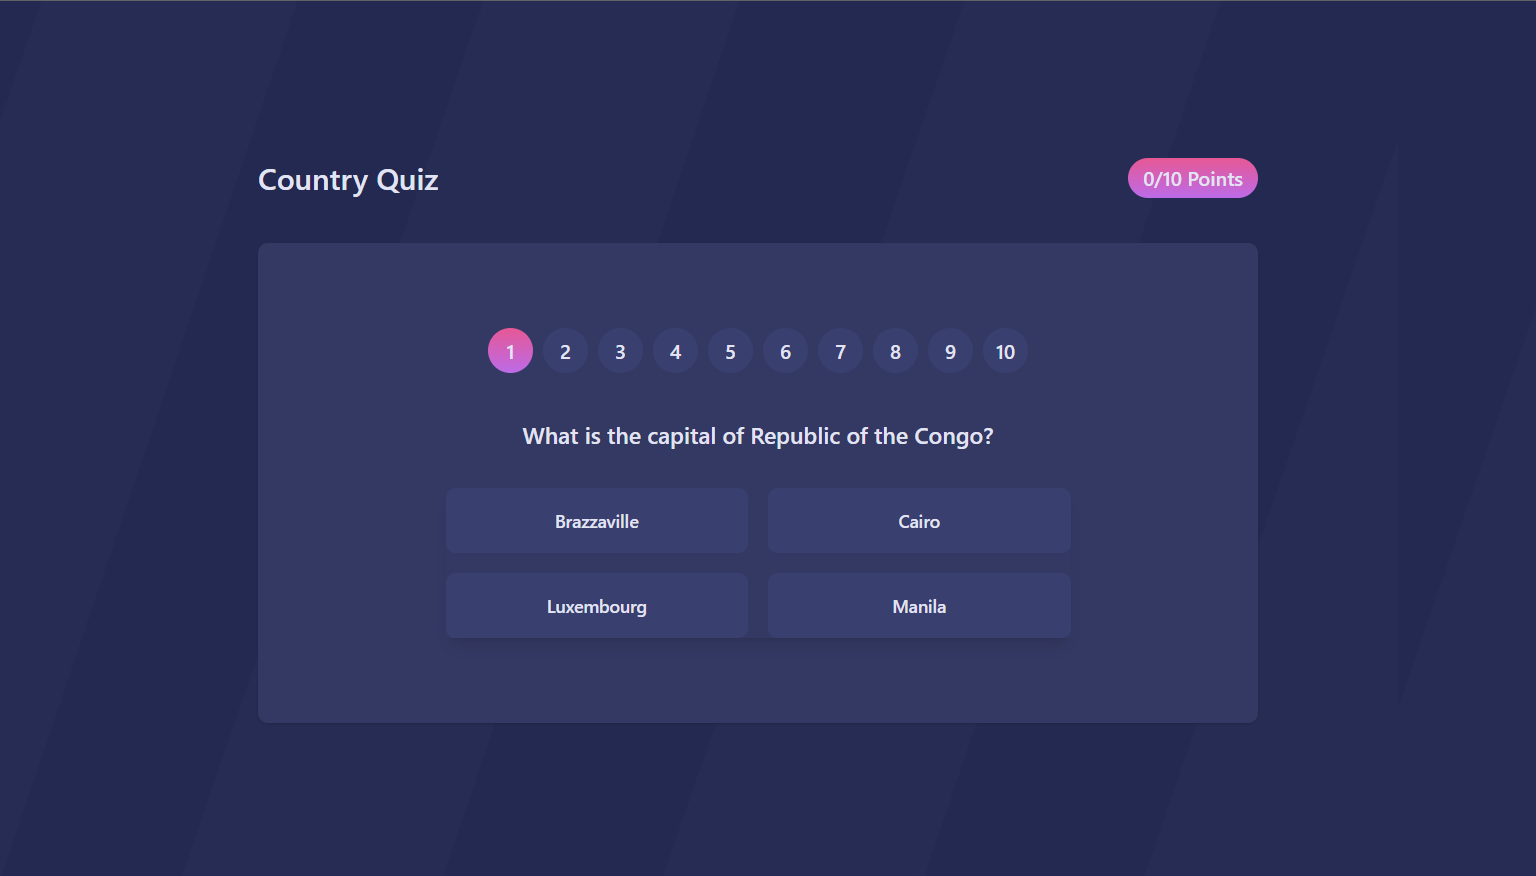 Country Quiz
0/10 Points
1 2 3 4 5 6 7 8 9 10
What is the capital of Republic of the Congo?
Brazzaville
Cairo
Luxembourg
Manila